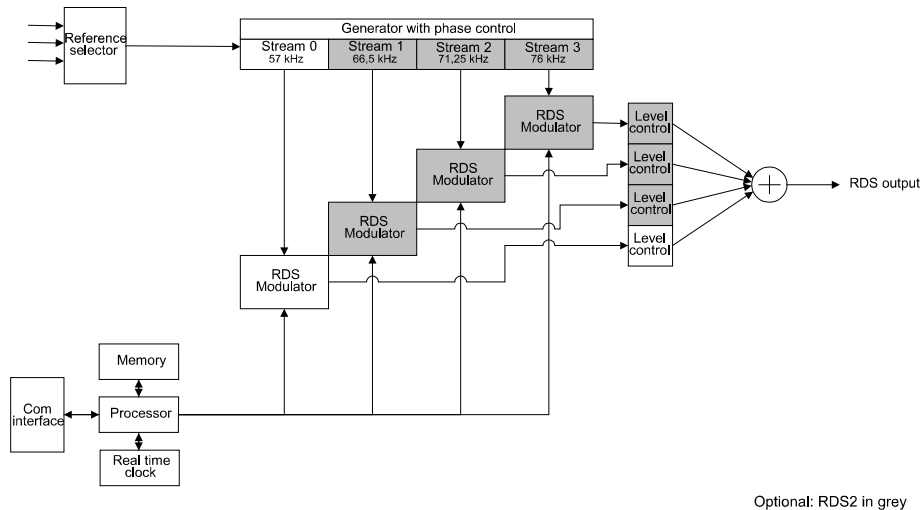 Generator with phase control
Reference
selector
Stream 0
57 kHz
Stream 1
66,5 kHz
Stream 2
71,25 kHz
Stream 3
76 kHz
RDS
Modulator
Level
control
RDS
Modulator
Level
control
RDS output
RDS
Modulator
Level
control
RDS
Modulator
Level
control
Memory
Com
interface
Processor
Real time
clock
Optional: RDS2 in grey